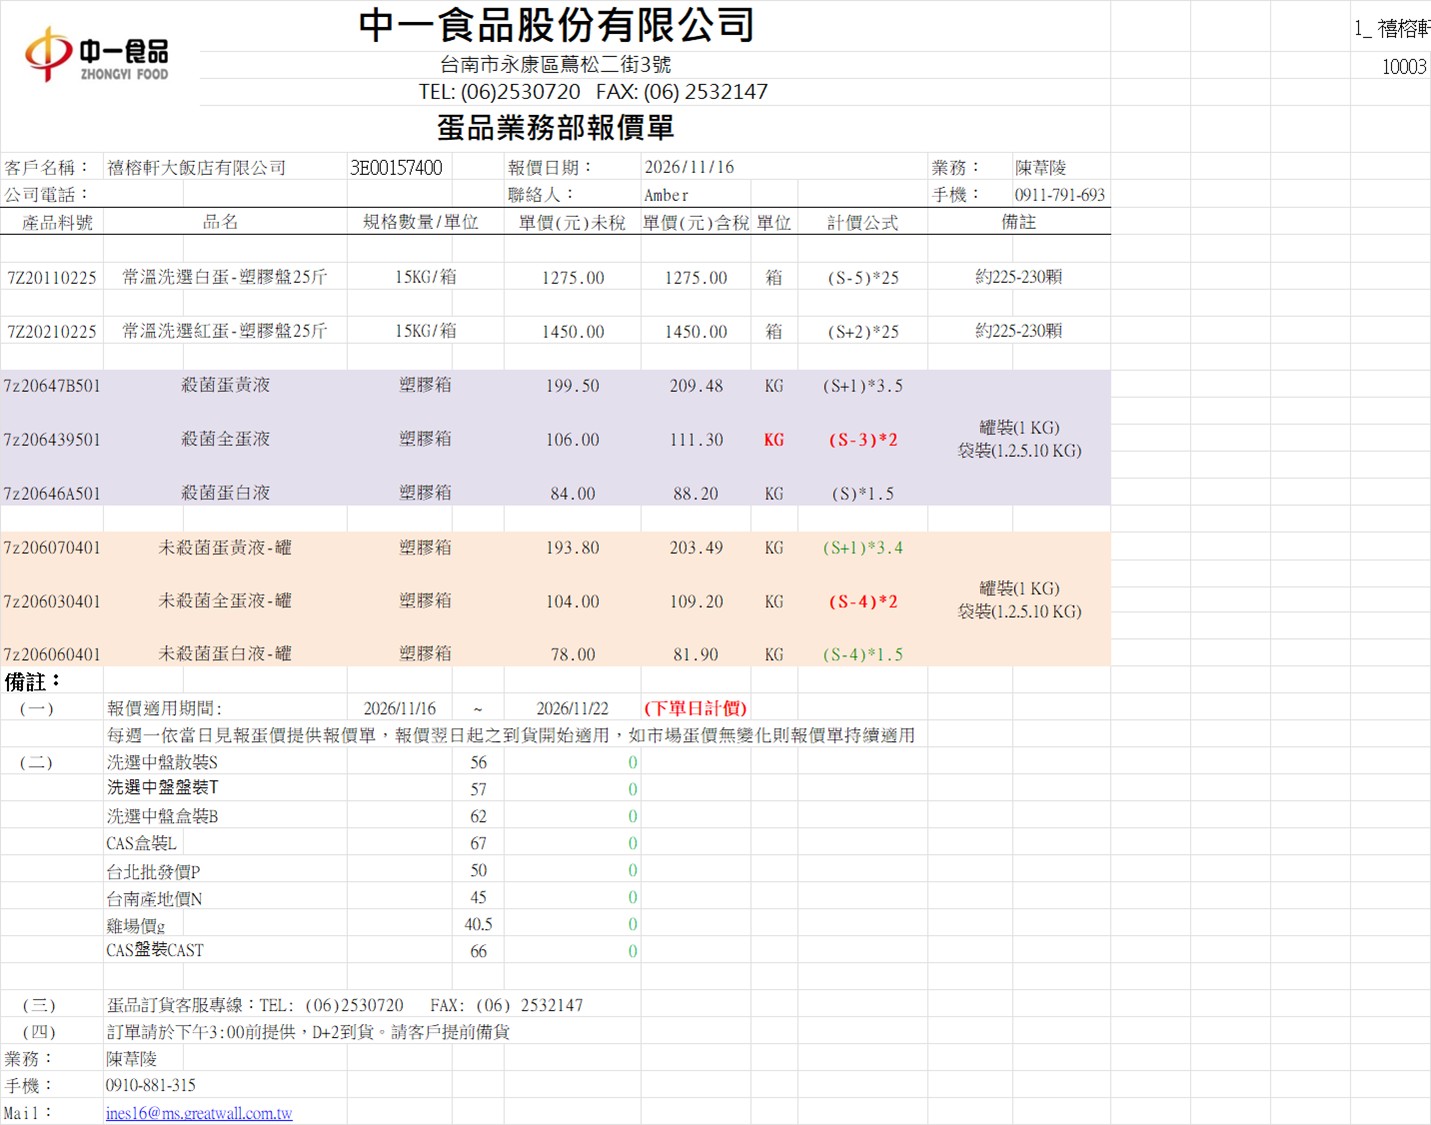 中一食品
ZHONGYI FOOD
中一食品股份有限公司
1_ 禧榕軒
台南市永康區蔦松二街3號
10003
TEL: (06)2530720 FAX: (06) 2532147
蛋品業務部報價單
客戶名稱： 禧榕軒大飯店有限公司 3E00157400 報價日期： 2026/11/16 業務： 陳葦陵
公司電話： 聯絡人： Amber 手機： 0911-791-693
產品料號 品名 規格數量/單位 單價(元)未稅 單價(元)含稅 單位 計價公式 備註
7Z20110225 常溫洗選白蛋-塑膠盤25斤 15KG/箱 1275.00 1275.00 箱 (S-5)*25 約225-230顆
7Z20210225 常溫洗選紅蛋-塑膠盤25斤 15KG/箱 1450.00 1450.00 箱 (S+2)*25 約225-230顆
7z20647B501 殺菌蛋黃液 塑膠箱 199.50 209.48 KG (S+1)*3.5
7z206439501 殺菌全蛋液 塑膠箱 106.00 111.30 KG (S-3)*2
罐裝(1 KG)
袋裝(1.2.5.10 KG)
7z20646A501 殺菌蛋白液 塑膠箱 84.00 88.20 KG (S)*1.5
7z206070401 未殺菌蛋黃液-罐 塑膠箱 193.80 203.49 KG (S+1)*3.4
7z206030401 未殺菌全蛋液-罐 塑膠箱 104.00 109.20 KG (S-4)*2
罐裝(1 KG)
袋裝(1.2.5.10 KG)
7z206060401 未殺菌蛋白液-罐 塑膠箱 78.00 81.90 KG (S-4)*1.5
備註：
(一) 報價適用期間: 2026/11/16 ~ 2026/11/22 (下單日計價)
每週一依當日見報蛋價提供報價單，報價翌日起之到貨開始適用，如市場蛋價無變化則報價單持續適用
(二) 洗選中盤散裝S 56 0
洗選中盤盤裝T 57 0
洗選中盤盒裝B 62 0
CAS盒裝L 67 0
台北批發價P 50 0
台南產地價N 45 0
雞場價g 40.5 0
CAS盤裝CAST 66 0
(三) 蛋品訂貨客服專線：TEL: (06)2530720 FAX: (06) 2532147
(四) 訂單請於下午3:00前提供，D+2到貨。請客戶提前備貨
業務： 陳葦陵
手機： 0910-881-315
Mail： ines16@ms.greatwall.com.tw